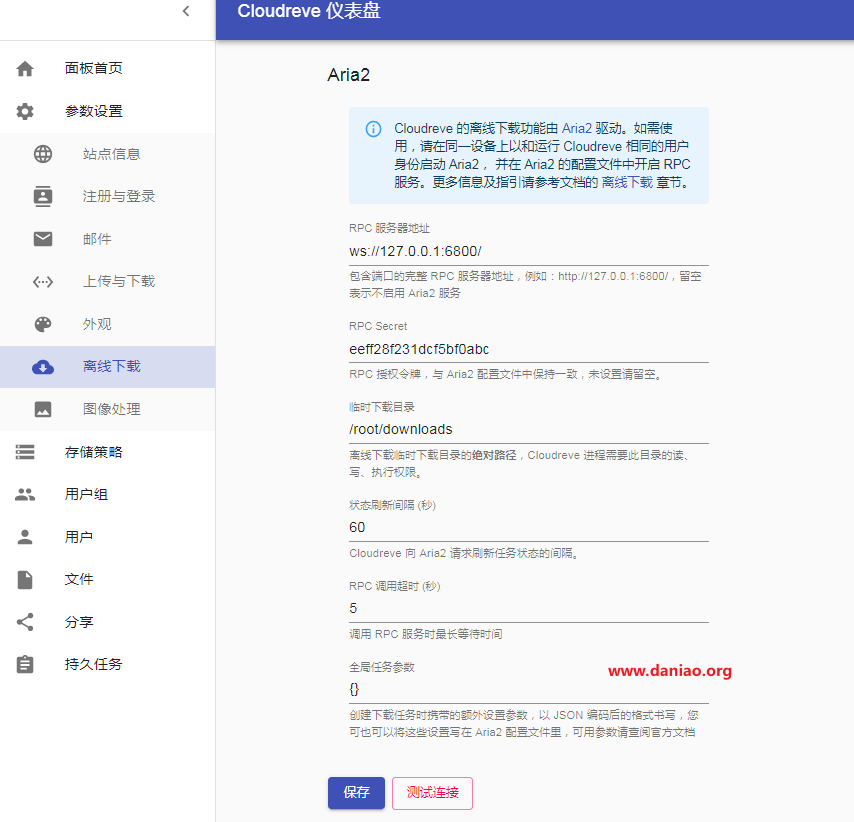 Cloudreve 仪表盘
面板首页
参数设置
站点信息
注册与登录
邮件
上传与下载
外观
离线下载
图像处理
存储策略
用户组
用户
文件
分享
持久任务
Aria2
Cloudreve 的离线下载功能由 Aria2 驱动。如需使
用，请在同一设备上以和运行 Cloudreve 相同的用户
身份启动 Aria2， 并在 Aria2 的配置文件中开启 RPC
服务。更多信息及指引请参考文档的 离线下载 章节。
RPC 服务器地址
ws://127.0.0.1:6800/
包含端口的完整 RPC 服务器地址，例如：http://127.0.0.1:6800/，留空
表示不启用 Aria2 服务
RPC Secret
eeff28f231dcf5bf0abc
RPC 授权令牌，与 Aria2 配置文件中保持一致，未设置请留空。
临时下载目录
/root/downloads
离线下载临时下载目录的绝对路径，Cloudreve 进程需要此目录的读、
写、执行权限。
状态刷新间隔 (秒)
60
Cloudreve 向 Aria2 请求刷新任务状态的间隔。
RPC 调用超时 (秒)
5
调用 RPC 服务时最长等待时间
全局任务参数
www.daniao.org
{}
创建下载任务时携带的额外设置参数，以 JSON 编码后的格式书写，您
可也可以将这些设置写在 Aria2 配置文件里，可用参数请查阅官方文档
保存 测试连接